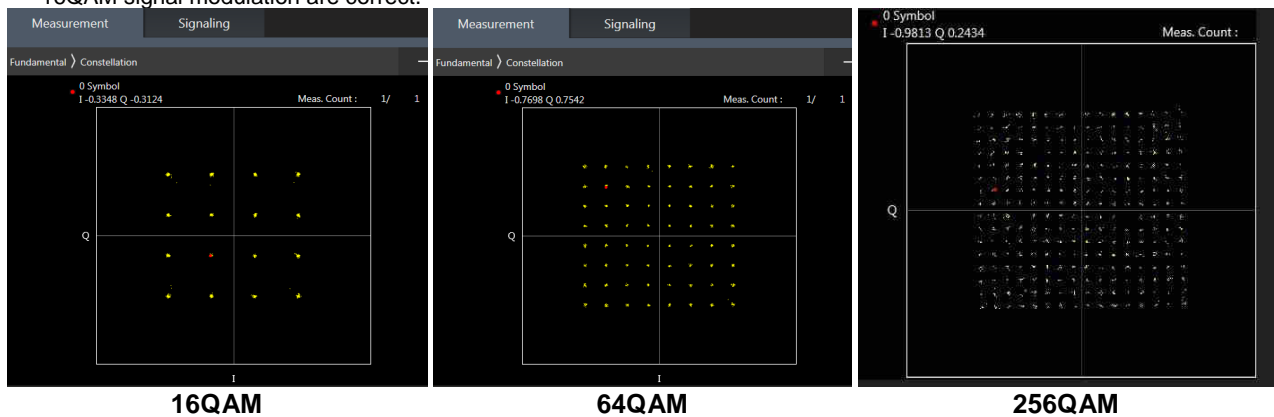 16QAM signal modulation are correct.
Measurement Signaling
Fundamental 〉 Constellation
0 Symbol
I -0.3348 Q -0.3124 Meas. Count : 1/ 1
Q
I
16QAM
Measurement Signaling
Fundamental 〉 Constellation
0 Symbol
I -0.7698 Q 0.7542 Meas. Count : 1/ 1
Q
I
64QAM
0 Symbol
I -0.9813 Q 0.2434 Meas. Count :
Q
256QAM